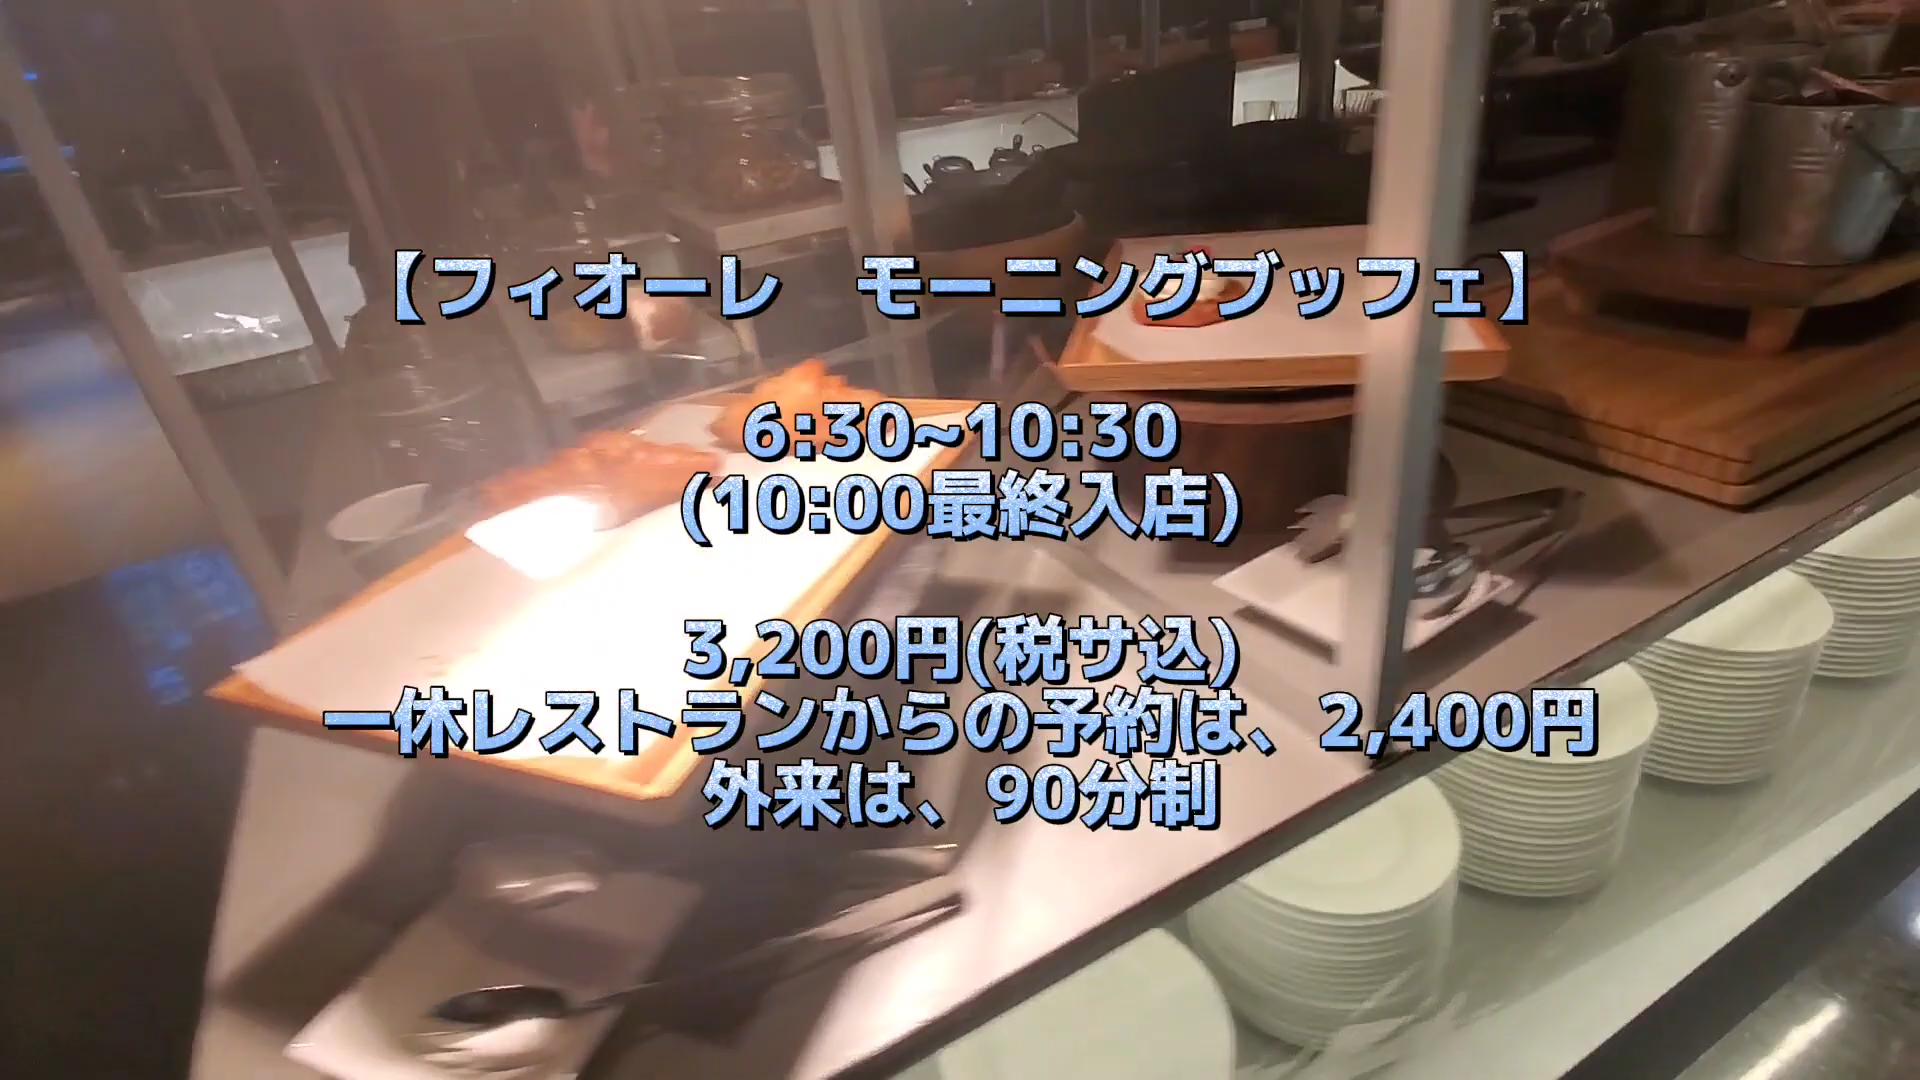 【フィオーレ　モーニングブッフェ】
6:30~10:30
(10:00最終入店)
3,200円(税サ込)
一休レストランからの予約は、2,400円
外来は、90分制